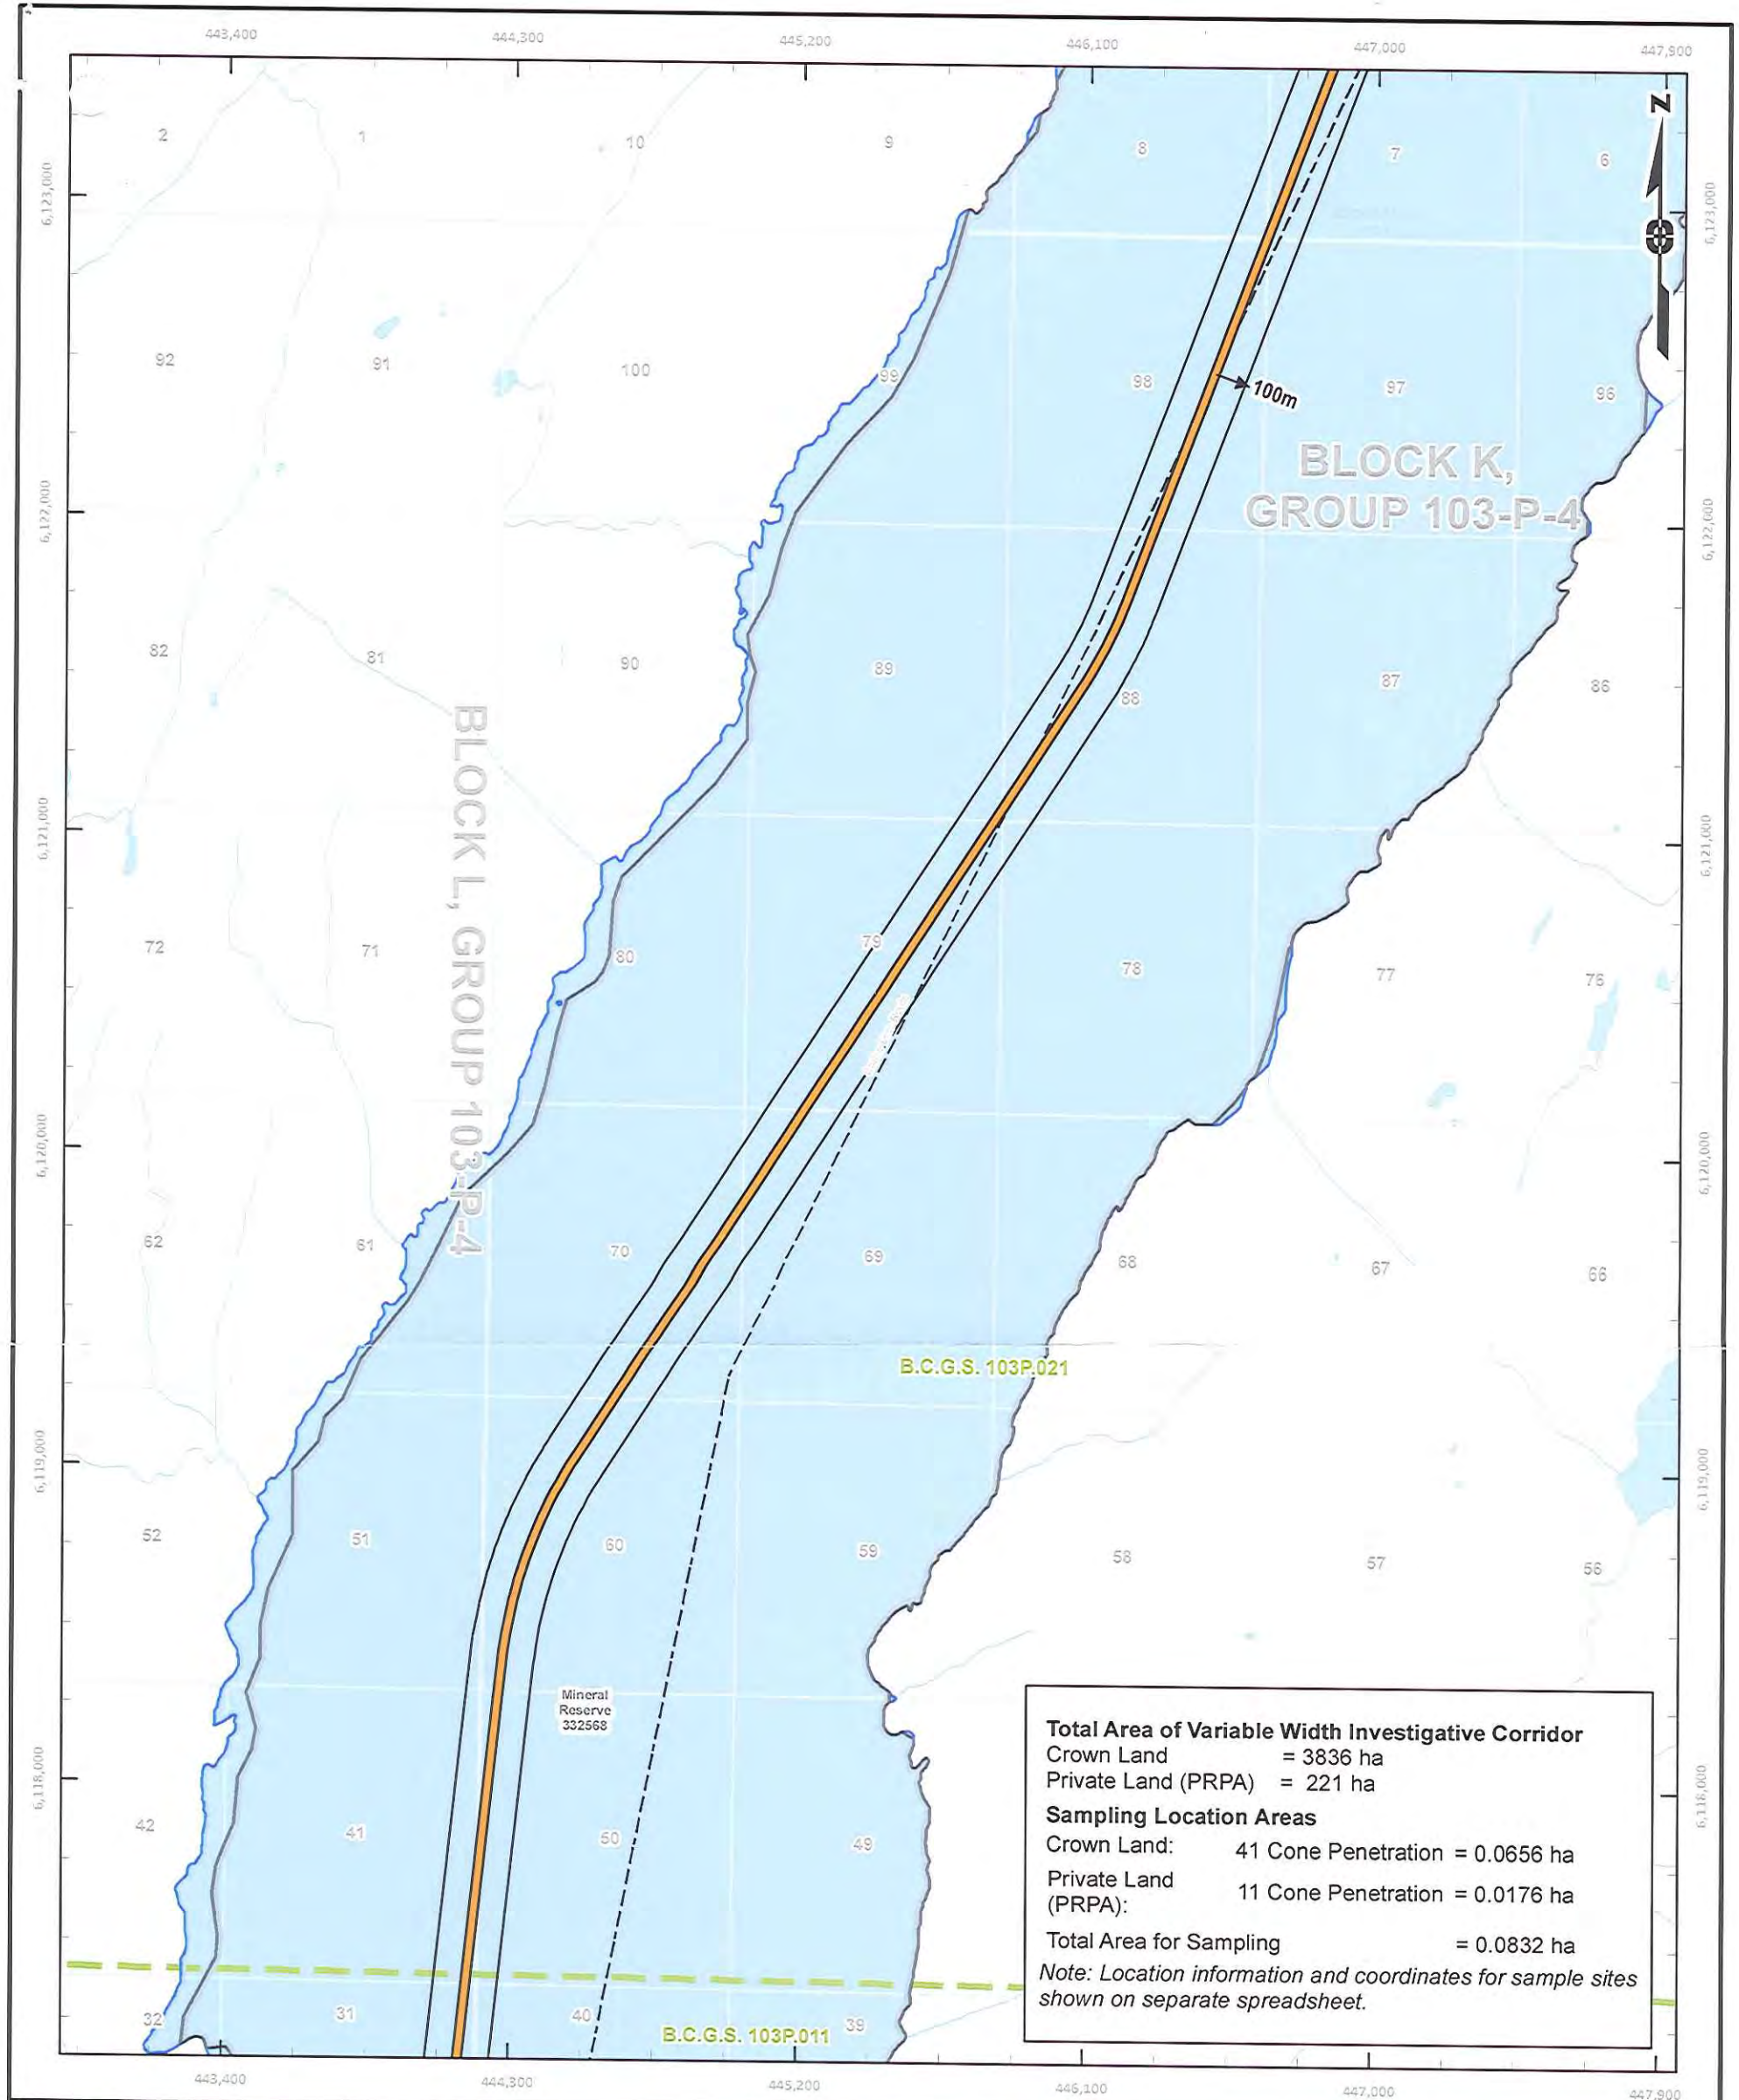 443,400 444,300 445,200 446,100 447,000 447,900
N
2 1 10 9 8 7 6
6,123,000 6,123,000
92 91 100 99 98 97 96
100m
BLOCK K,
GROUP 103-P-4
6,122,000 6,122,000
82 81 90 89 88 87 86
BLOCK L, GROUP 103-P-4
6,121,000 6,121,000
72 71 80 79 78 77 76
6,120,000 6,120,000
62 61 70 69 68 67 66
B.C.G.S. 103P.021
6,119,000 6,119,000
52 51 60 59 58 57 56
Mineral
Reserve
332568
6,118,000 6,118,000
42 41 50 49
Total Area of Variable Width Investigative Corridor
Crown Land = 3836 ha
Private Land (PRPA) = 221 ha
Sampling Location Areas
Crown Land: 41 Cone Penetration = 0.0656 ha
Private Land
(PRPA): 11 Cone Penetration = 0.0176 ha
Total Area for Sampling = 0.0832 ha
Note: Location information and coordinates for sample sites
shown on separate spreadsheet.
32 31 40 39
B.C.G.S. 103P.011
443,400 444,300 445,200 446,100 447,000 447,900